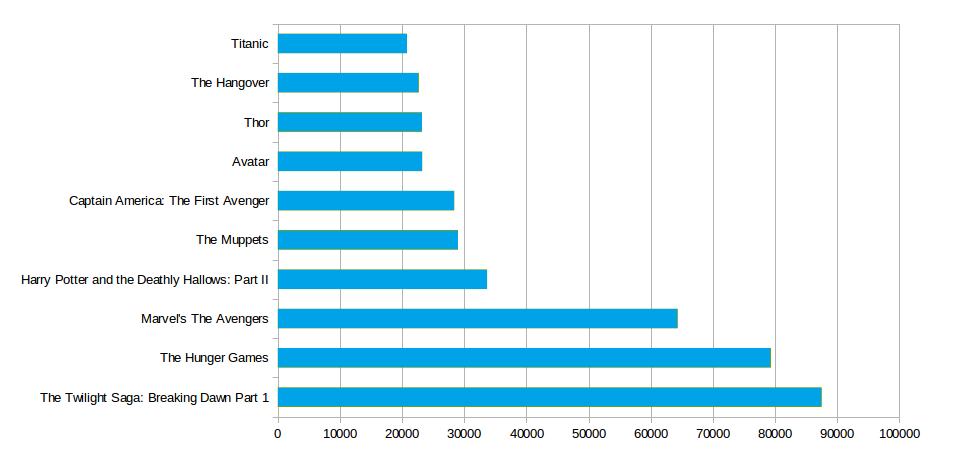 Titanic
The Hangover
Thor
Avatar
Captain America: The First Avenger
The Muppets
Harry Potter and the Deathly Hallows: Part II
Marvel's The Avengers
The Hunger Games
The Twilight Saga: Breaking Dawn Part 1
0 10000 20000 30000 40000 50000 60000 70000 80000 90000 100000